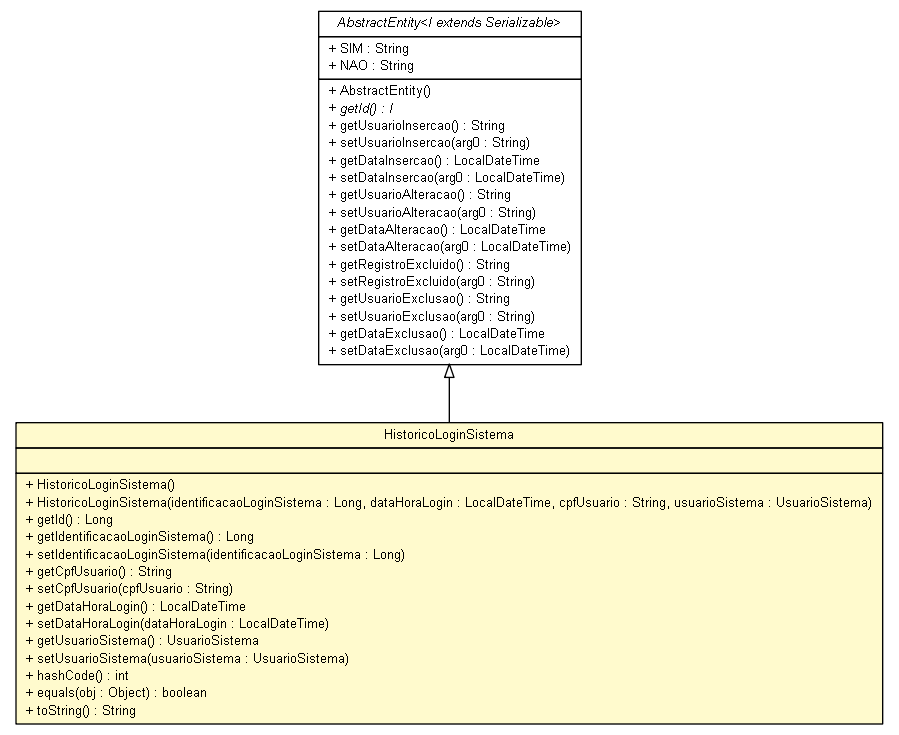 AbstractEntity<I extends Serializable>
+ SIM : String
+ NAO : String
+ AbstractEntity()
+ getId() : I
+ getUsuarioInsercao() : String
+ setUsuarioInsercao(arg0 : String)
+ getDataInsercao() : LocalDateTime
+ setDataInsercao(arg0 : LocalDateTime)
+ getUsuarioAlteracao() : String
+ setUsuarioAlteracao(arg0 : String)
+ getDataAlteracao() : LocalDateTime
+ setDataAlteracao(arg0 : LocalDateTime)
+ getRegistroExcluido() : String
+ setRegistroExcluido(arg0 : String)
+ getUsuarioExclusao() : String
+ setUsuarioExclusao(arg0 : String)
+ getDataExclusao() : LocalDateTime
+ setDataExclusao(arg0 : LocalDateTime)
HistoricoLoginSistema
+ HistoricoLoginSistema()
+ HistoricoLoginSistema(identificacaoLoginSistema : Long, dataHoraLogin : LocalDateTime, cpfUsuario : String, usuarioSistema : UsuarioSistema)
+ getId() : Long
+ getIdentificacaoLoginSistema() : Long
+ setIdentificacaoLoginSistema(identificacaoLoginSistema : Long)
+ getCpfUsuario() : String
+ setCpfUsuario(cpfUsuario : String)
+ getDataHoraLogin() : LocalDateTime
+ setDataHoraLogin(dataHoraLogin : LocalDateTime)
+ getUsuarioSistema() : UsuarioSistema
+ setUsuarioSistema(usuarioSistema : UsuarioSistema)
+ hashCode() : int
+ equals(obj : Object) : boolean
+ toString() : String